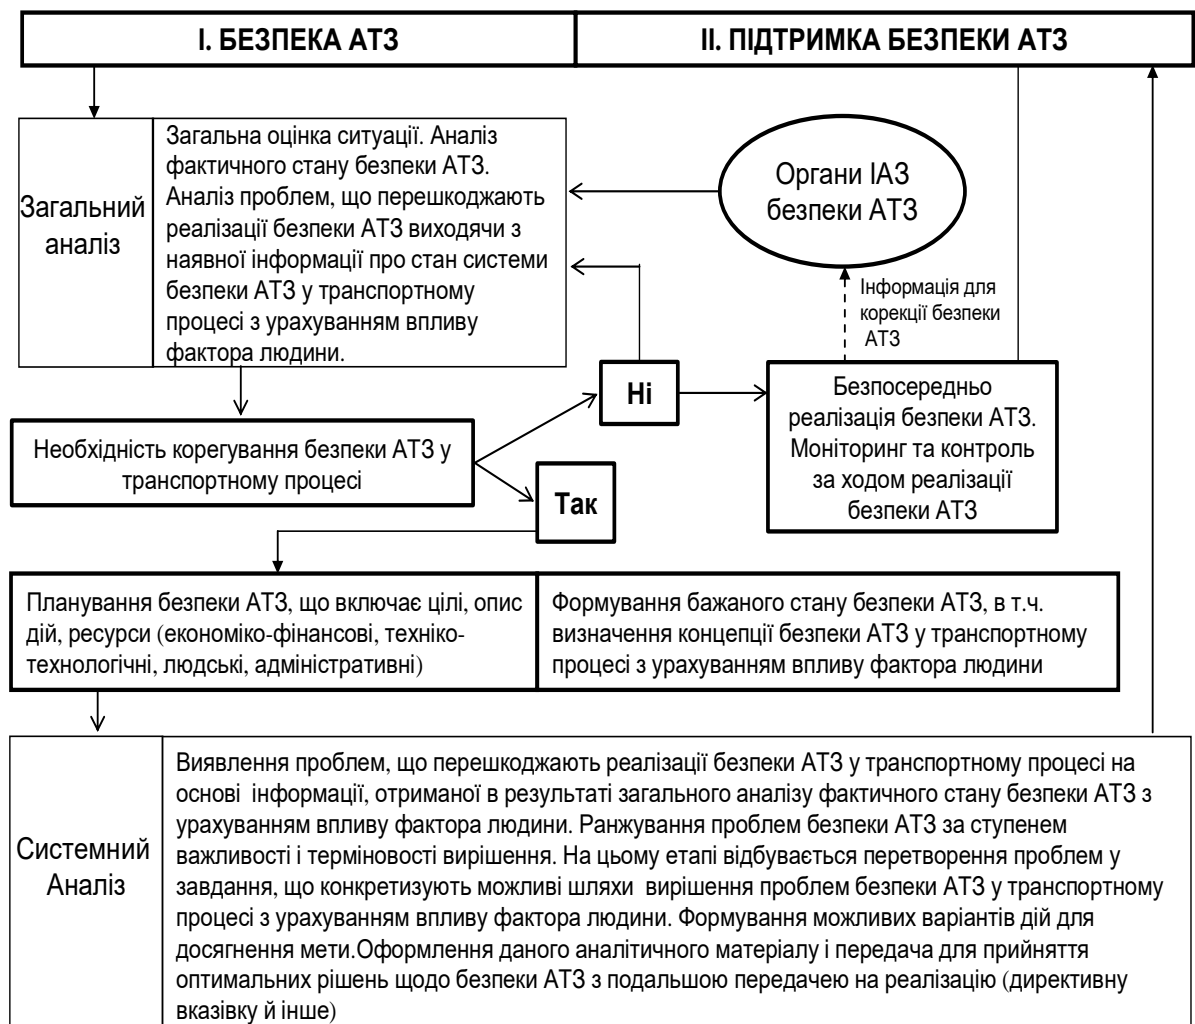 І. БЕЗПЕКА АТЗ
ІІ. ПІДТРИМКА БЕЗПЕКИ АТЗ
Загальний
аналіз
Загальна оцінка ситуації. Аналіз
фактичного стану безпеки АТЗ.
Аналіз проблем, що перешкоджають
реалізації безпеки АТЗ виходячи з
наявної інформації про стан системи
безпеки АТЗ у транспортному
процесі з урахуванням впливу
фактора людини.
Органи ІАЗ
безпеки АТЗ
Інформація для
корекції безпеки
АТЗ
Необхідність корегування безпеки АТЗ у
транспортному процесі
Ні
Так
Безпосередньо
реалізація безпеки АТЗ.
Моніторинг та контроль
за ходом реалізації
безпеки АТЗ
Планування безпеки АТЗ, що включає цілі, опис
дій, ресурси (економіко-фінансові, техніко-
технологічні, людські, адміністративні)
Формування бажаного стану безпеки АТЗ, в т.ч.
визначення концепції безпеки АТЗ у транспортному
процесі з урахуванням впливу фактора людини
Системний
Аналіз
Виявлення проблем, що перешкоджають реалізації безпеки АТЗ у транспортному процесі на
основі інформації, отриманої в результаті загального аналізу фактичного стану безпеки АТЗ з
урахуванням впливу фактора людини. Ранжування проблем безпеки АТЗ за ступенем
важливості і терміновості вирішення. На цьому етапі відбувається перетворення проблем у
завдання, що конкретизують можливі шляхи вирішення проблем безпеки АТЗ у транспортному
процесі з урахуванням впливу фактора людини. Формування можливих варіантів дій для
досягнення мети.Оформлення даного аналітичного матеріалу і передача для прийняття
оптимальних рішень щодо безпеки АТЗ з подальшою передачею на реалізацію (директивну
вказівку й інше)